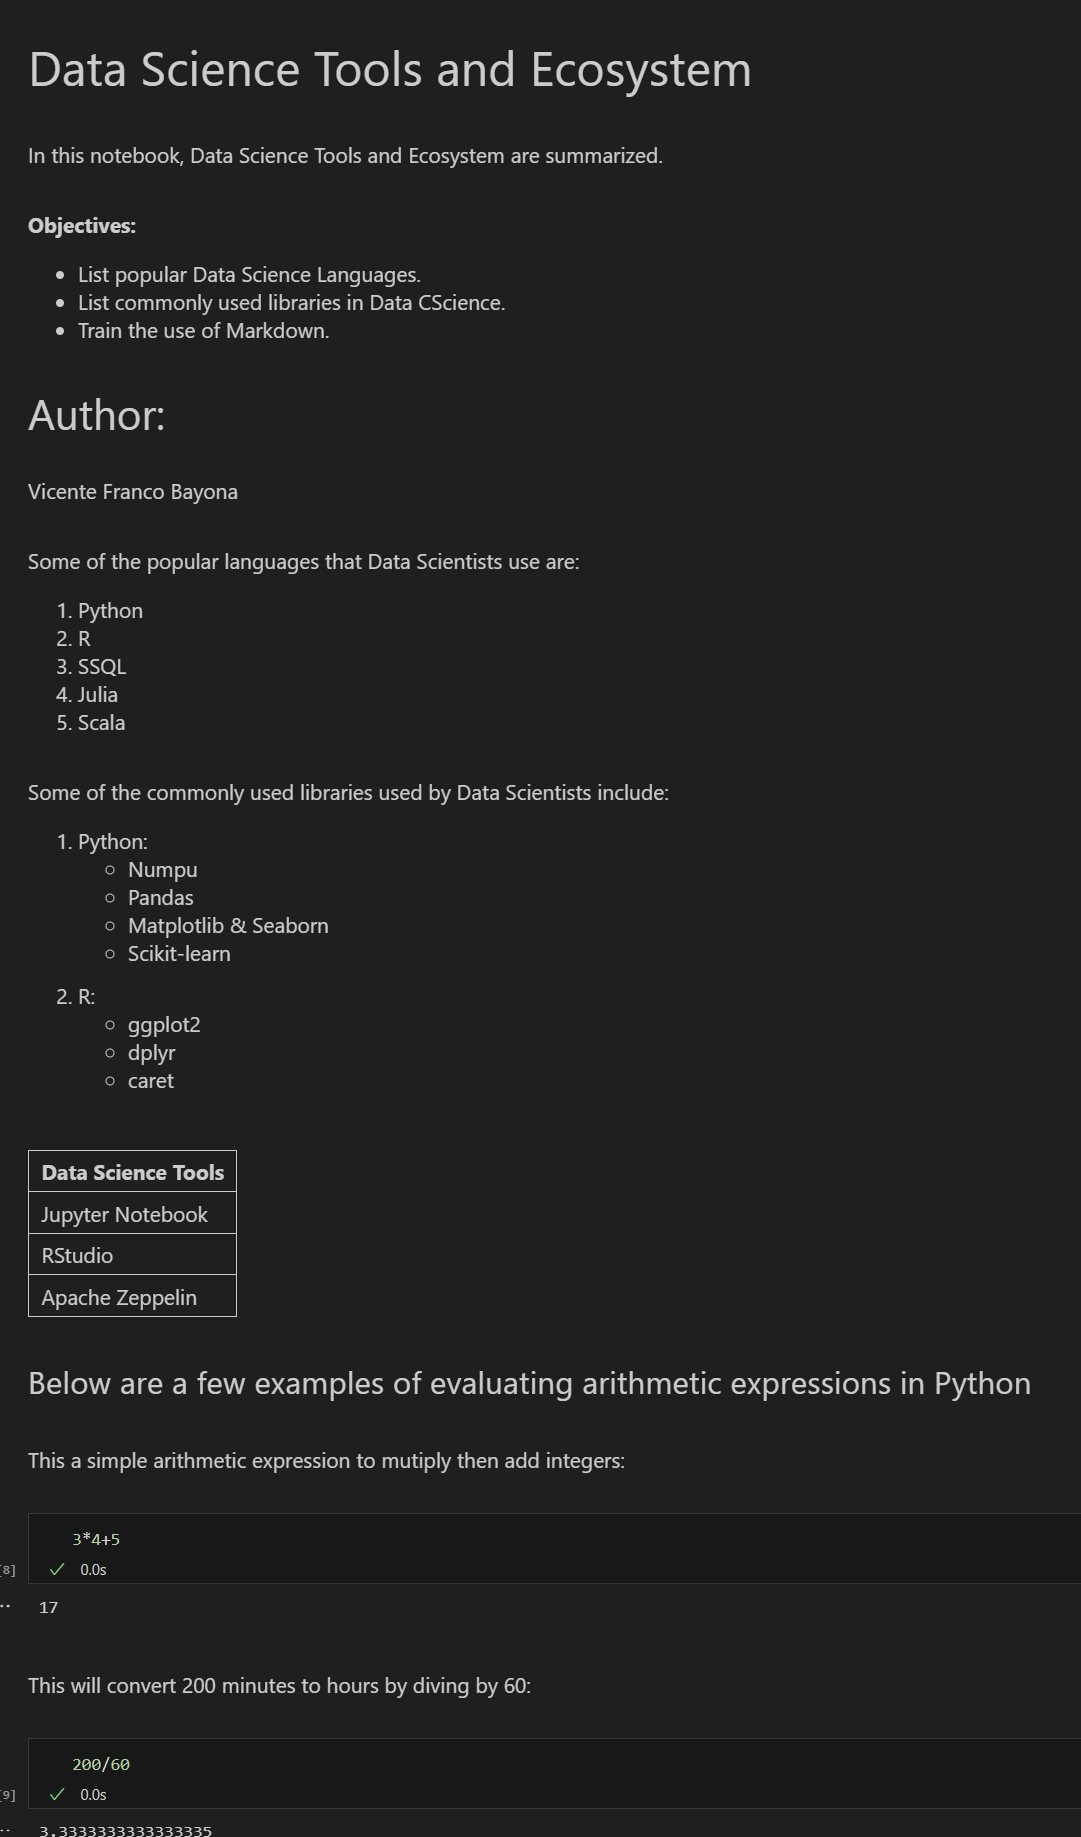 Data Science Tools and Ecosystem
In this notebook, Data Science Tools and Ecosystem are summarized.
Objectives:
• List popular Data Science Languages.
• List commonly used libraries in Data CScience.
• Train the use of Markdown.
Author:
Vicente Franco Bayona
Some of the popular languages that Data Scientists use are:
1. Python
2. R
3. SSQL
4. Julia
5. Scala
Some of the commonly used libraries used by Data Scientists include:
1. Python:
○ Numpu
○ Pandas
○ Matplotlib & Seaborn
○ Scikit-learn
2. R:
○ ggplot2
○ dplyr
○ caret
Data Science Tools
Jupyter Notebook
RStudio
Apache Zeppelin
Below are a few examples of evaluating arithmetic expressions in Python
This a simple arithmetic expression to mutiply then add integers:
3*4+5
[8] ✓ 0.0s
17
This will convert 200 minutes to hours by diving by 60:
200/60
[9] ✓ 0.0s
3.3333333333333335